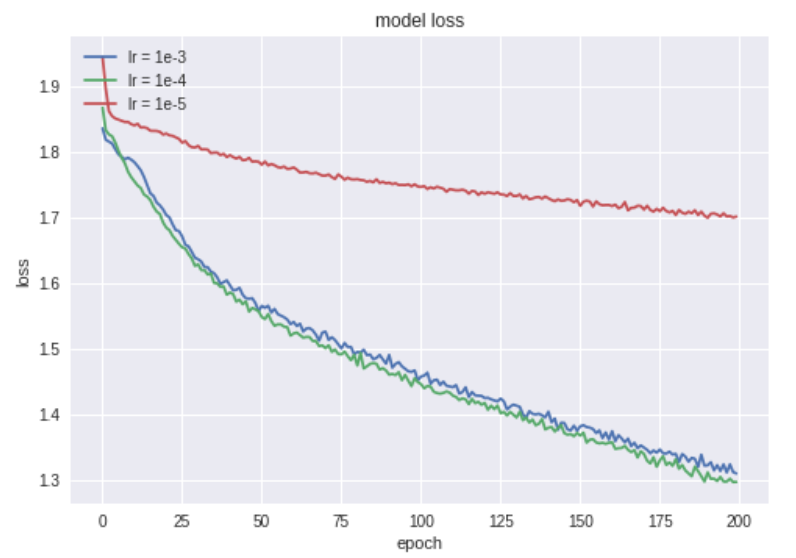 model loss
lr = 1e-3
lr = 1e-4
lr = 1e-5
1.9
1.8
1.7
1.6
1.5
1.4
1.3
loss
0 25 50 75 100 125 150 175 200
epoch